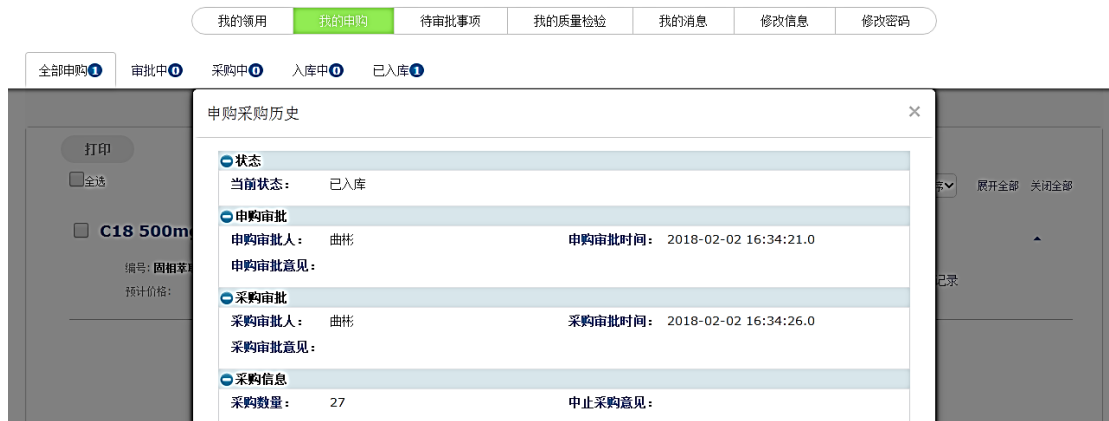 我的领用 我的申购 待审批事项 我的质量检验 我的消息 修改信息 修改密码
全部申购1 审批中0 采购中0 入库中0 已入库1
申购采购历史 ×
打印
状态
全选
当前状态： 已入库
展开全部 关闭全部
申购审批
C18 500m
申购审批人： 曲彬 申购审批时间： 2018-02-02 16:34:21.0
编号: 固相萃取
申购审批意见：
记录
预计价格:
采购审批
采购审批人： 曲彬 采购审批时间： 2018-02-02 16:34:26.0
采购审批意见：
采购信息
采购数量： 27 中止采购意见：